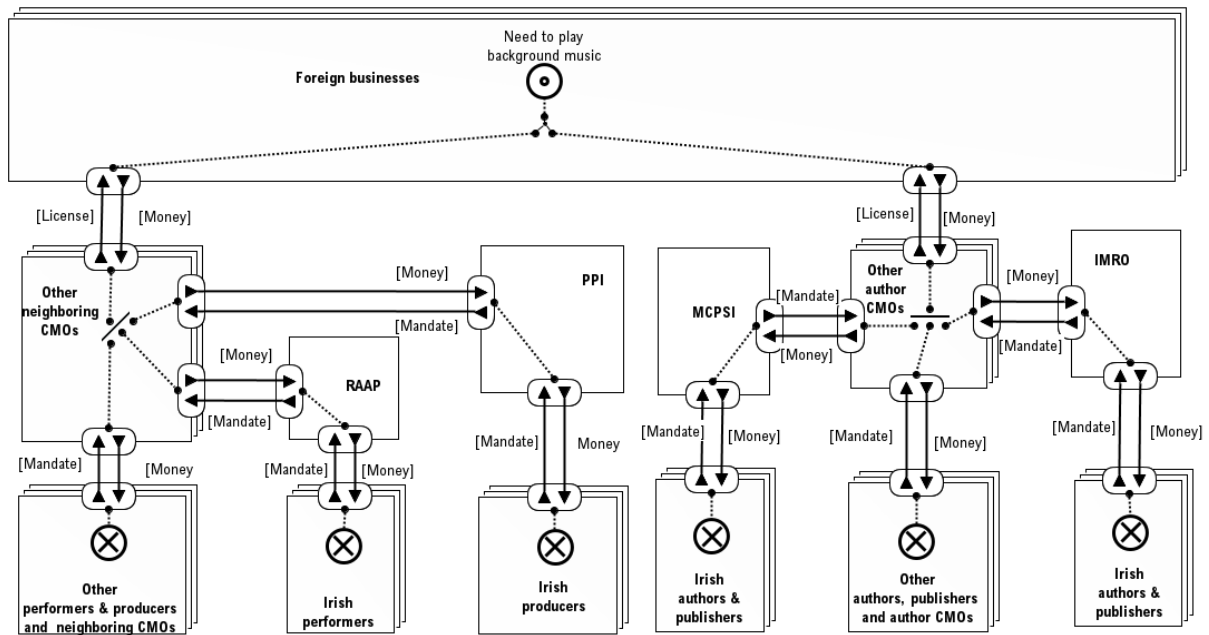 Need to play
background music
Foreign businesses
[License]
[Money]
[License]
[Money]
Other
neighboring
CMOs
[Money]
[Mandate]
PPI
MCPSI
[Mandate]
[Money]
Other
author
CMOs
[Money]
[Mandate]
IMRO
[Money]
[Mandate]
RAAP
[Mandate]
[Money
[Mandate]
[Money]
[Mandate]
Money
[Mandate]
[Money]
[Mandate]
[Money]
[Mandate]
[Money]
Other
performers & producers
and neighboring CMOs
Irish
performers
Irish
producers
Irish
authors &
publishers
Other
authors, publishers
and author CMOs
Irish
authors &
publishers